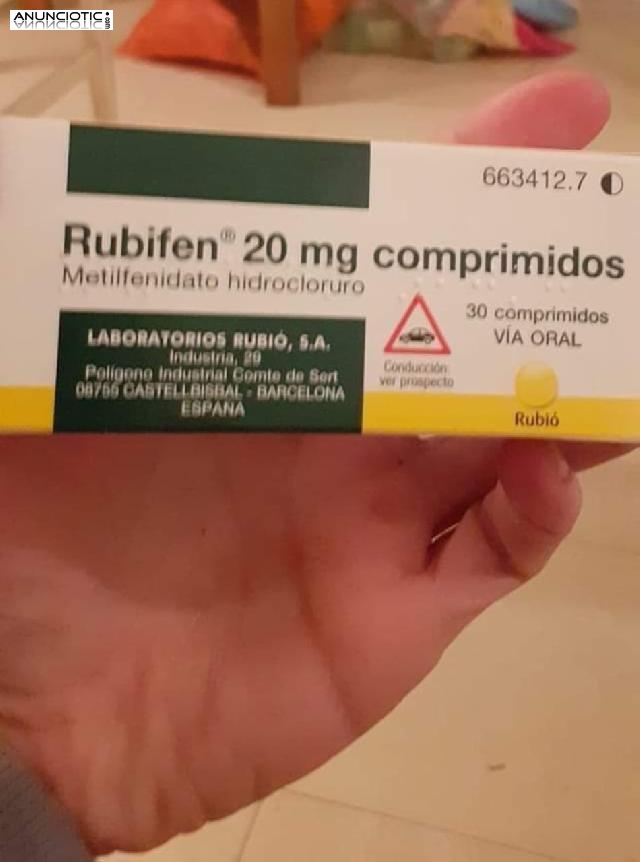 ANUNCIOTIC.com
663412.7
Rubifen® 20 mg comprimidos
Metilfenidato hidrocloruro
LABORATORIOS RUBIÓ, S.A.
Industria, 29
Polígono Industrial Comte de Sert
08755 CASTELLBISBAL - BARCELONA
ESPAÑA
Conducción:
ver prospecto
30 comprimidos
VÍA ORAL
Rubió